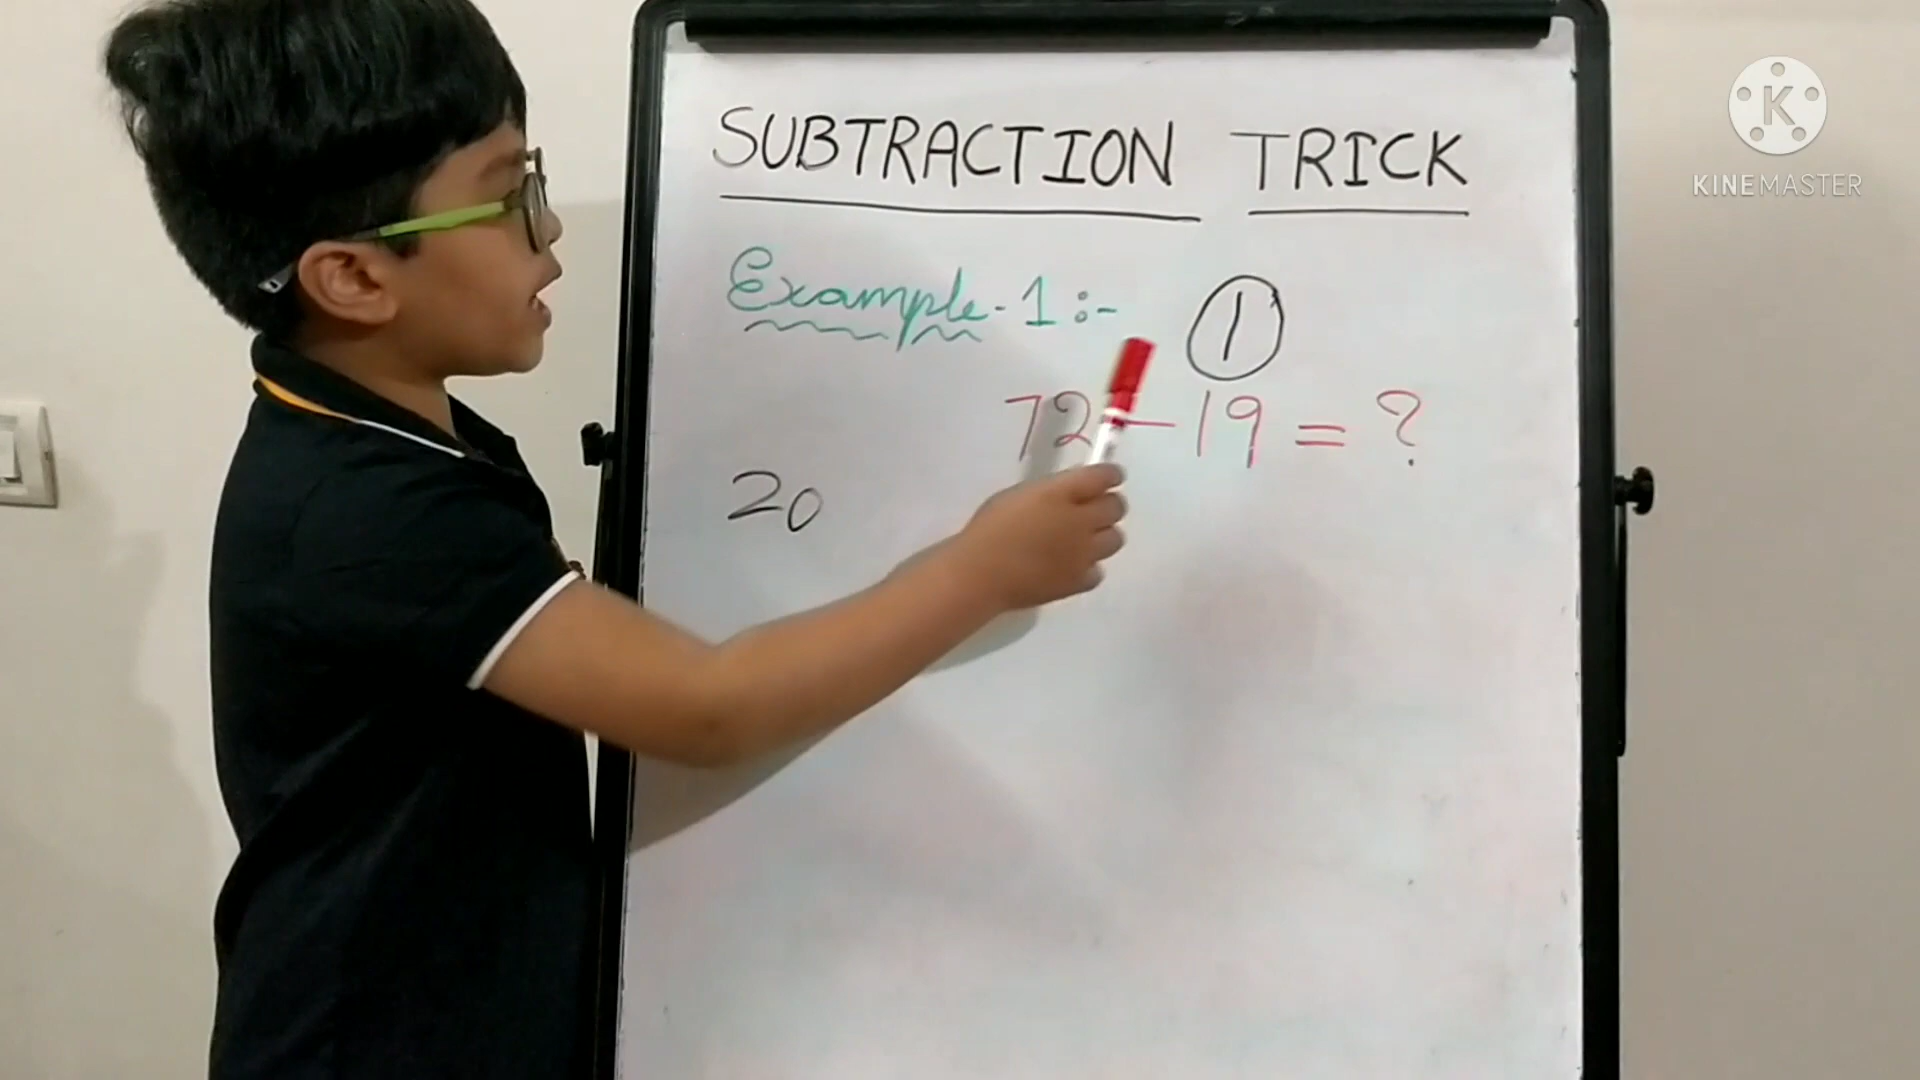 SUBTRACTION TRICK
Example-1:-
1
72-19=?
20
K
KINEMASTER